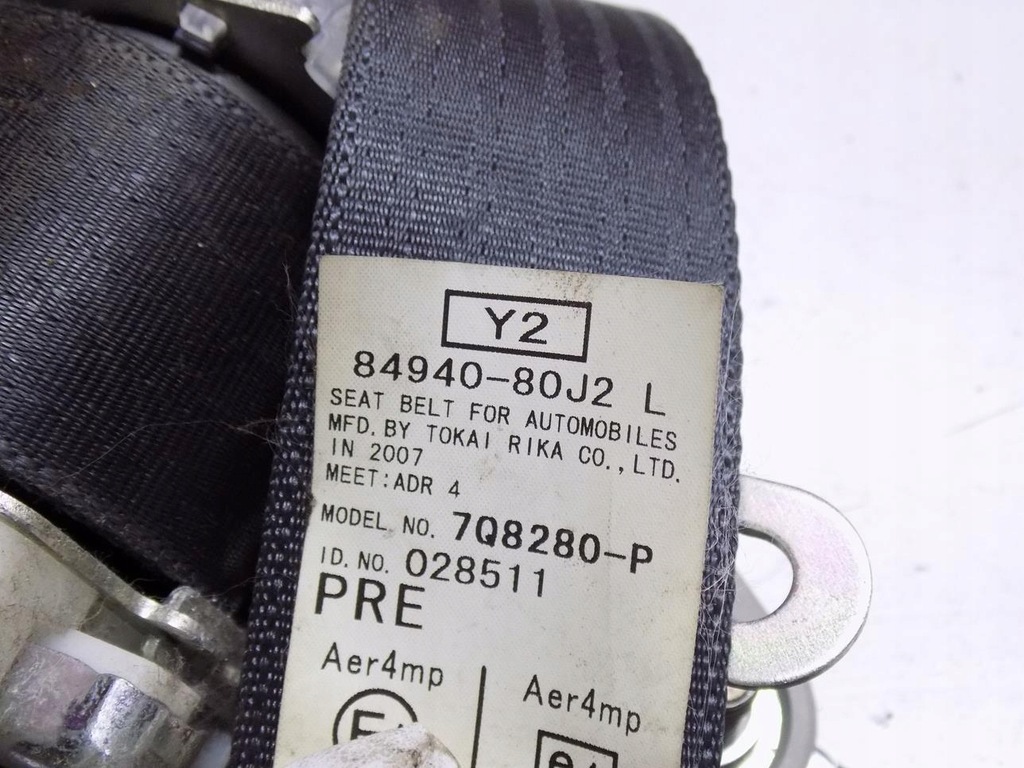 Y2
84940-80J2 L
SEAT BELT FOR AUTOMOBILES
MFD. BY TOKAI RIKA CO., LTD.
IN 2007
MEET: ADR 4
MODEL NO. 7Q8280-P
ID. NO. 028511
PRE
Aer4mp Aer4mp